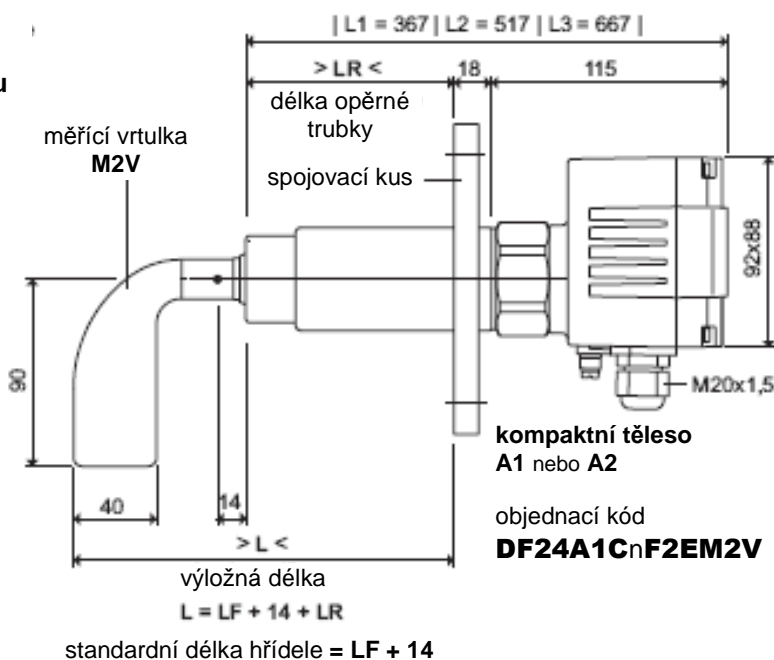 | L1 = 367 | L2 = 517 | L3 = 667 |
u
> LR <
18
115
délka opěrné
trubky
měřící vrtulka
M2V
spojovací kus
92x88
90
M20x1,5
kompaktní těleso
A1 nebo A2
40
14
objednací kód
DF24A1CnF2EM2V
> L <
výložná délka
L = LF + 14 + LR
standardní délka hřídele = LF + 14